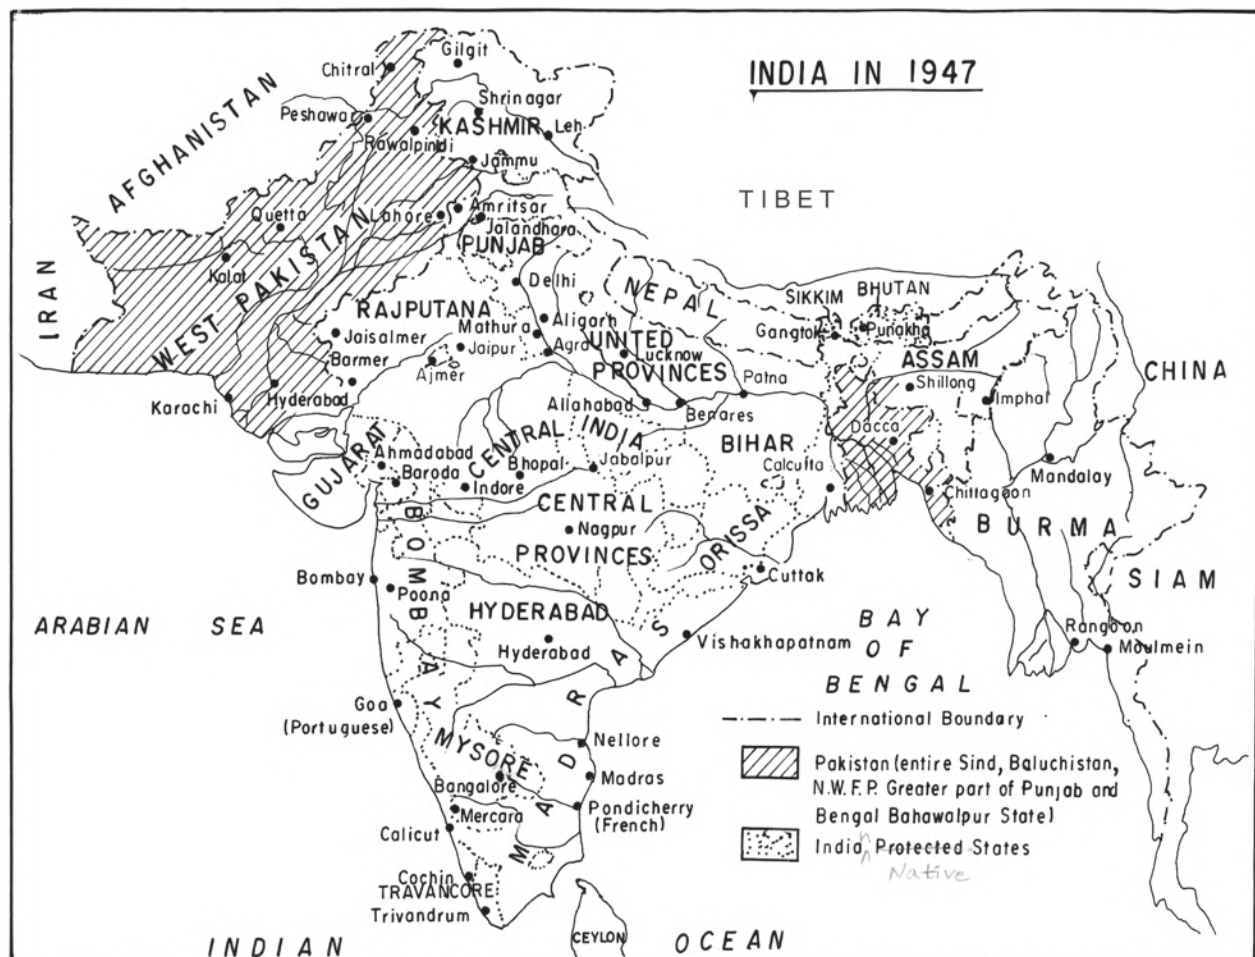 INDIA IN 1947
Gilgit
Chitral
Shrinagar
Peshawar
KASHMIR
Leh
Rawalpindi
Jammu
AFGHANISTAN
TIBET
Quetta
Lahore
Amritsar
Jalandhara
PUNJAB
Kalat
WEST PAKISTAN
IRAN
Delhi
NEPAL
SIKKIM
BHUTAN
RAJPUTANA
Jaisalmer
Mathura
Aligarh
UNITED
Gangtok
Punakha
Barmer
Jaipur
Agra
Lucknow
ASSAM
Ajmer
PROVINCES
Patna
Shillong
CHINA
Karachi
Hyderabad
Allahabad
Benares
Imphal
CENTRAL INDIA
BIHAR
Dacca
GUJARAT
Ahmadabad
Baroda
Bhopal
Jabalpur
Calcutta
Mandalay
Indore
CENTRAL
Chittagaon
Nagpur
BURMA
PROVINCES
ORISSA
Bombay
BOMBAY
Cuttak
SIAM
Poona
HYDERABAD
ARABIAN SEA
Hyderabad
Vishakhapatnam
BAY
OF
BENGAL
Rangoon
Moulmein
Goa
(Portuguese)
MADRAS
MYSORE
Nellore
Bangalore
Madras
Mercara
Pondicherry
(French)
Calicut
Cochin
TRAVANCORE
Trivandrum
CEYLON
INDIAN OCEAN
International Boundary
Pakistan (entire Sind, Baluchistan,
N.W.F.P. Greater part of Punjab and
Bengal Bahawalpur State)
India n Protected States
Native